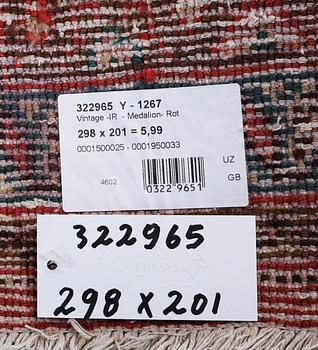 322965 Y - 1267
Vintage -IR - Medalion- Rot
298 x 201 = 5,99
0001500025 - 0001950033
UZ
4602
0322 9651
GB
322965
298 X 201